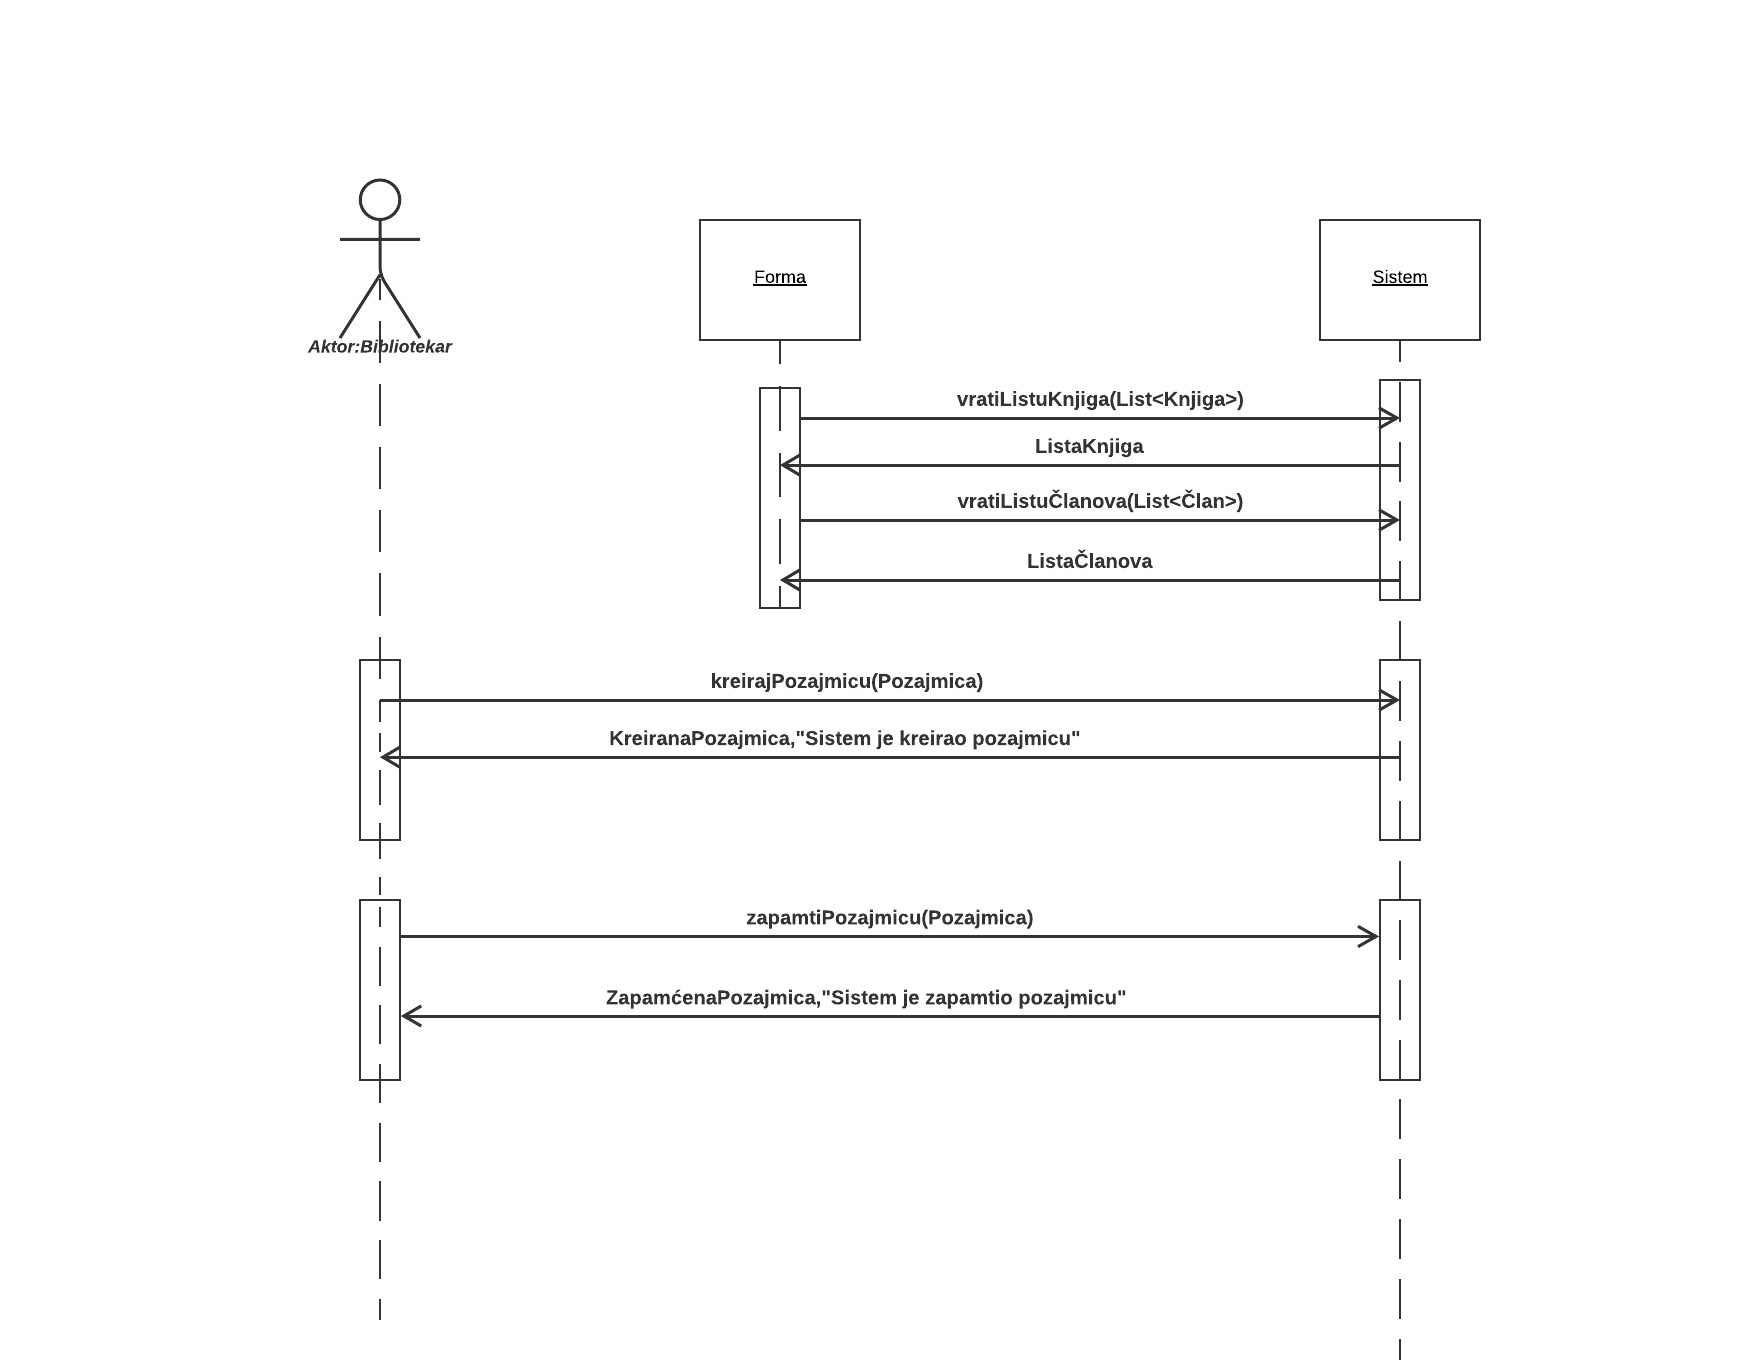 Forma
Sistem
Aktor:Bibliotekar
vratiListuKnjiga(List<Knjiga>)
ListaKnjiga
vratiListuČlanova(List<Član>)
ListaČlanova
kreirajPozajmicu(Pozajmica)
KreiranaPozajmica,"Sistem je kreirao pozajmicu"
zapamtiPozajmicu(Pozajmica)
ZapamćenaPozajmica,"Sistem je zapamtio pozajmicu"